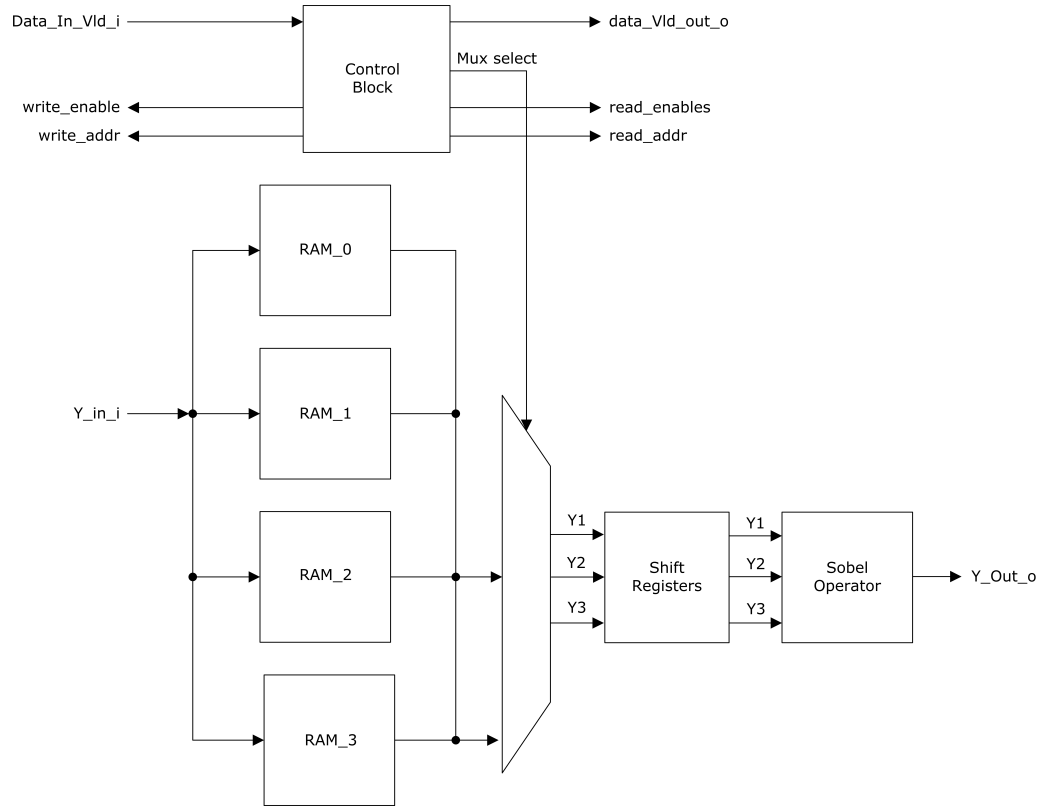 Data_In_Vld_i
data_Vld_out_o
Mux select
Control
Block
write_enable
read_enables
write_addr
read_addr
RAM_0
Y_in_i
RAM_1
Y1
Y1
Y2
Y2
RAM_2
Shift
Registers
Sobel
Operator
Y_Out_o
Y3
Y3
RAM_3